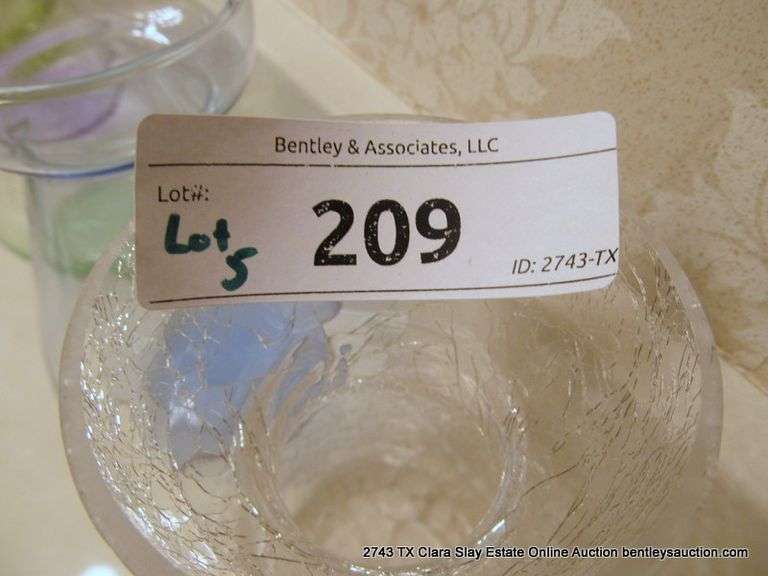 Bentley & Associates, LLC
Lot#:
Lot
5
209
ID: 2743-TX
2743 TX Clara Slay Estate Online Auction bentleysauction.com